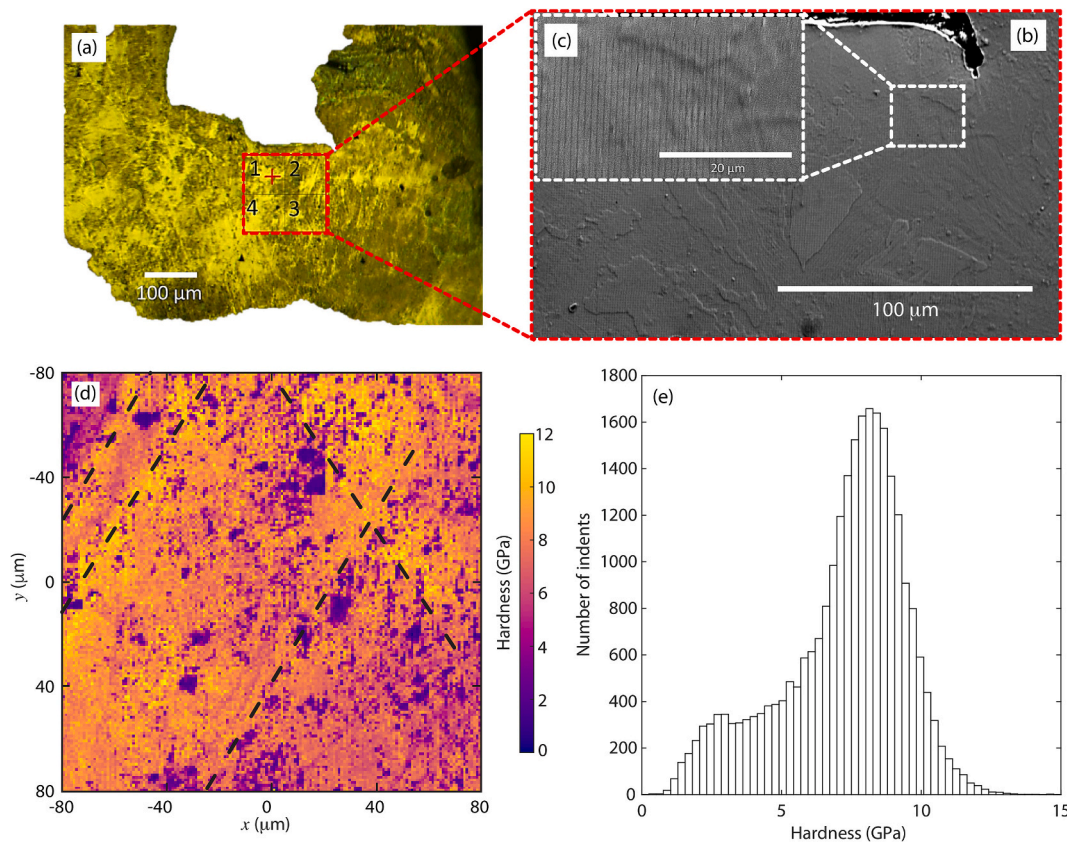 (a)
1 2
4 3
100 μm
(c)
(b)
20 μm
100 μm
(d)
-80
-40
0
40
80
y (μm)
-80 -40 0 40 80
x (μm)
12
10
8
6
4
2
0
Hardness (GPa)
(e)
1800
1600
1400
1200
1000
800
600
400
200
0
Number of indents
0 5 10 15
Hardness (GPa)